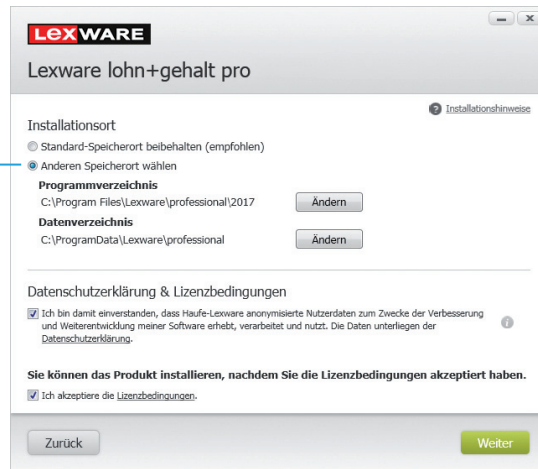 LEXWARE
Lexware lohn+gehalt pro
Installationshinweise
Installationsort
Standard-Speicherort beibehalten (empfohlen)
Anderen Speicherort wählen
Programmverzeichnis
C:\Program Files\Lexware\professional\2017
Ändern
Datenverzeichnis
C:\ProgramData\Lexware\professional
Ändern
Datenschutzerklärung & Lizenzbedingungen
Ich bin damit einverstanden, dass Haufe-Lexware anonymisierte Nutzerdaten zum Zwecke der Verbesserung
und Weiterentwicklung meiner Software erhebt, verarbeitet und nutzt. Die Daten unterliegen der
Datenschutzerklärung.
Sie können das Produkt installieren, nachdem Sie die Lizenzbedingungen akzeptiert haben.
Ich akzeptiere die Lizenzbedingungen.
Zurück
Weiter